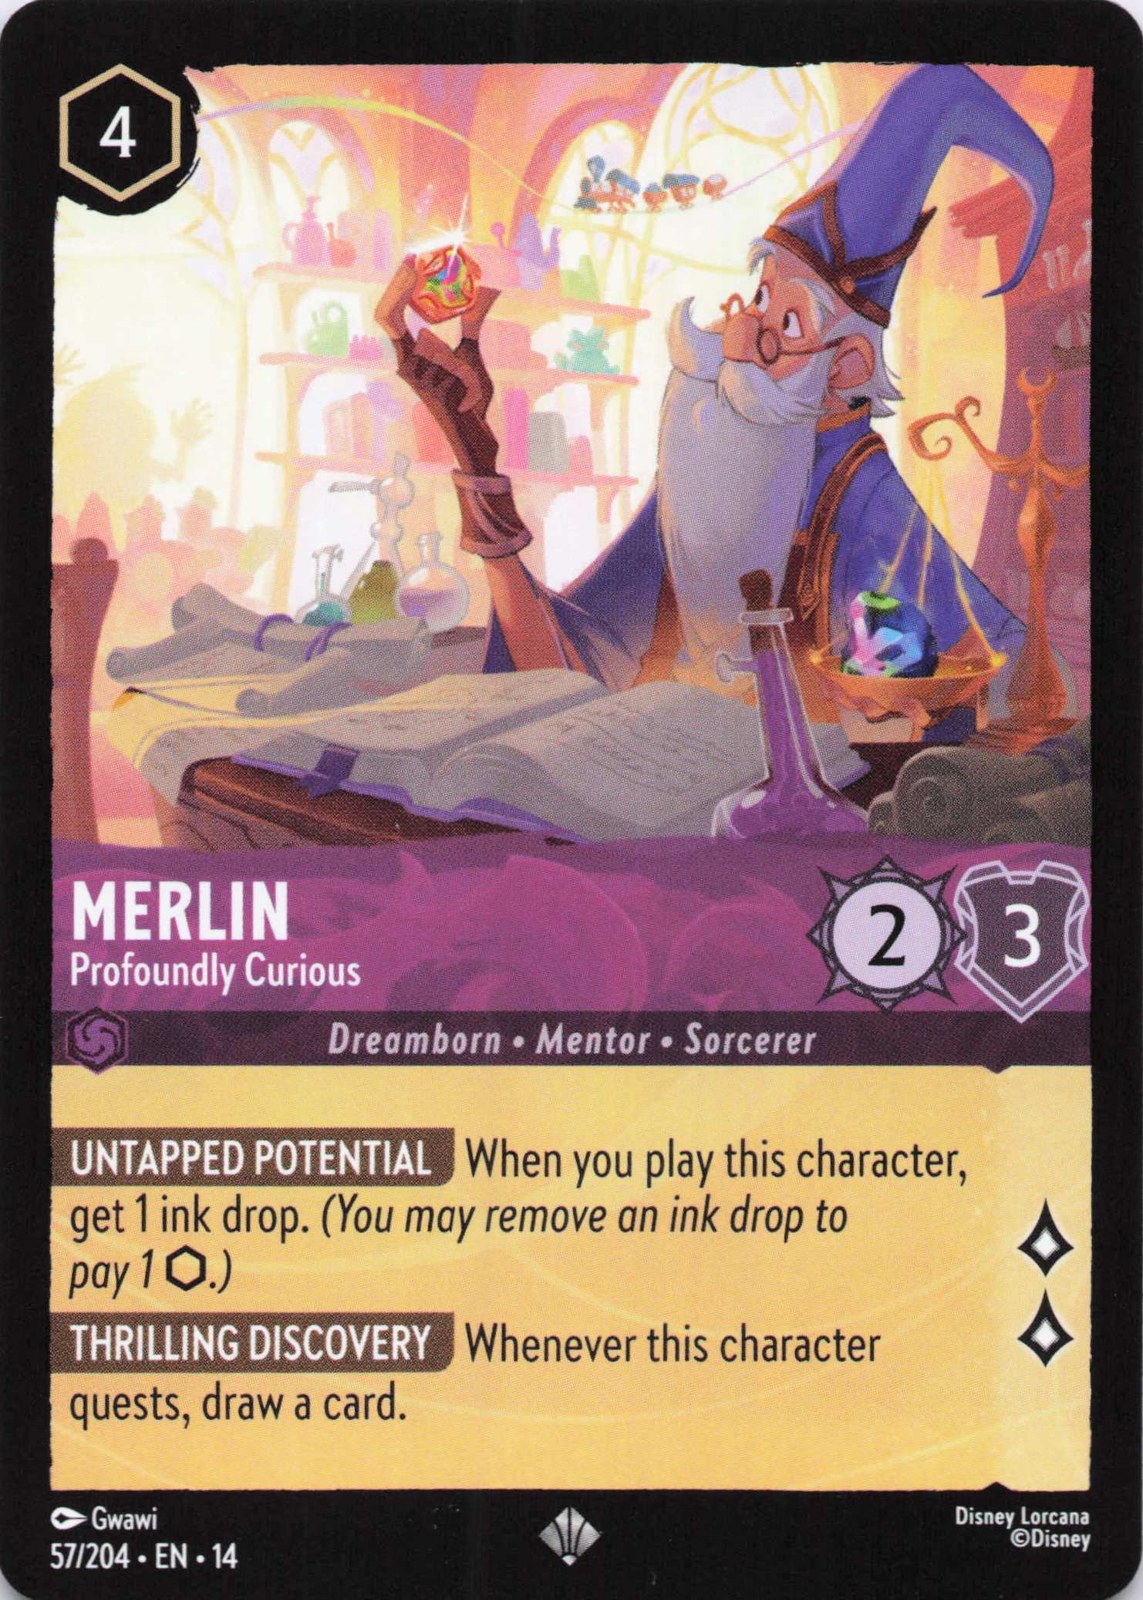 4
MERLIN
Profoundly Curious
2
3
Dreamborn • Mentor • Sorcerer
UNTAPPED POTENTIAL When you play this character,
get 1 ink drop. (You may remove an ink drop to
pay 1 ⬡.)
THRILLING DISCOVERY Whenever this character
quests, draw a card.
Gwawi
57/204 • EN • 14
Disney Lorcana
©Disney